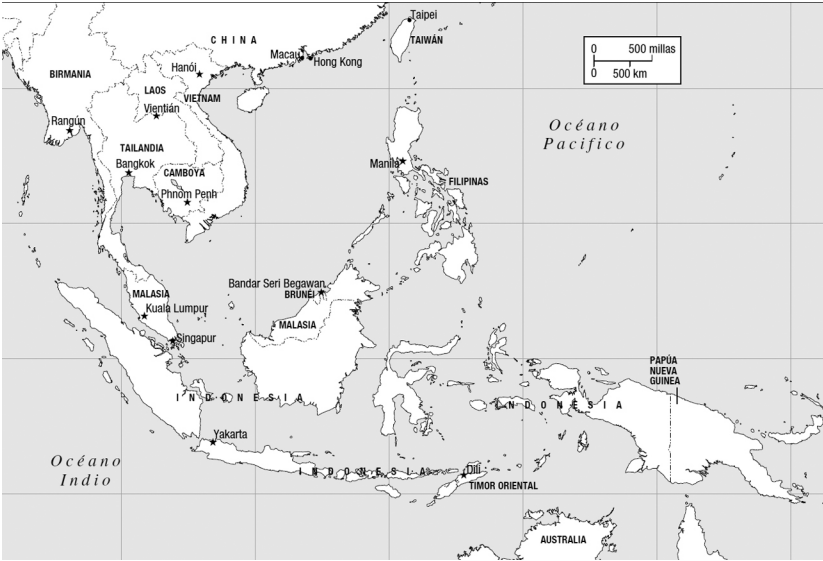 Taipei
TAIWÁN
CHINA
Macau
Hong Kong
0 500 millas
0 500 km
Hanói
BIRMANIA
LAOS
VIETNAM
Vientián
Rangún
Océano
Pacifico
TAILANDIA
Bangkok
CAMBOYA
Phnom Penh
Manila
FILIPINAS
Bandar Seri Begawan
BRUNÉI
MALASIA
Kuala Lumpur
MALASIA
Singapur
PAPÚA
NUEVA
GUINEA
INDONESIA
INDONESIA
Yakarta
Océano
Indio
INDONESIA
Dili
TIMOR ORIENTAL
AUSTRALIA